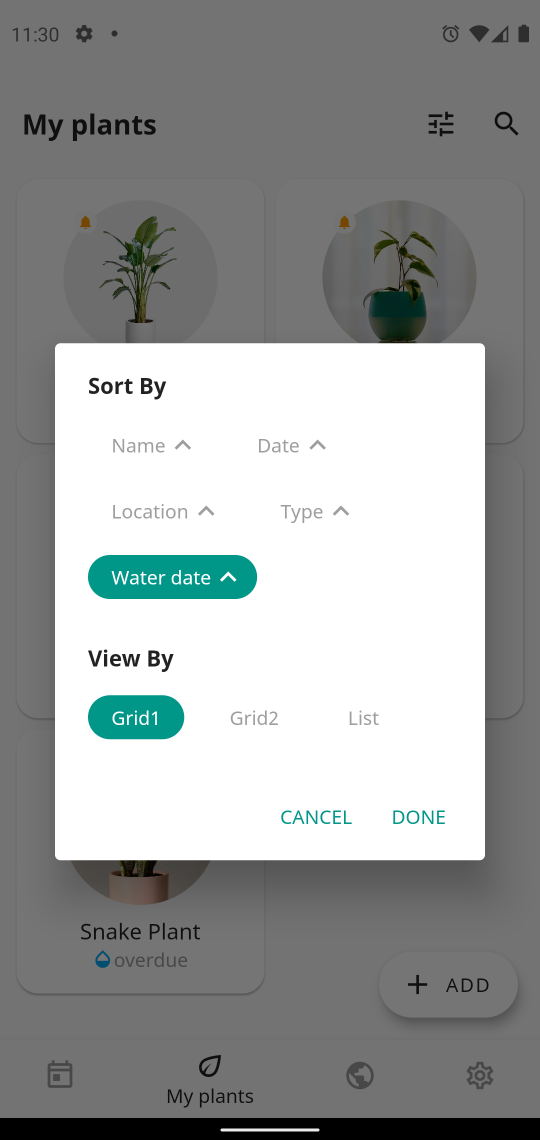 11:30
My plants
Sort By
Name
Date
Location
Type
Water date
View By
Grid1
Grid2
List
CANCEL
DONE
Snake Plant
overdue
ADD
My plants